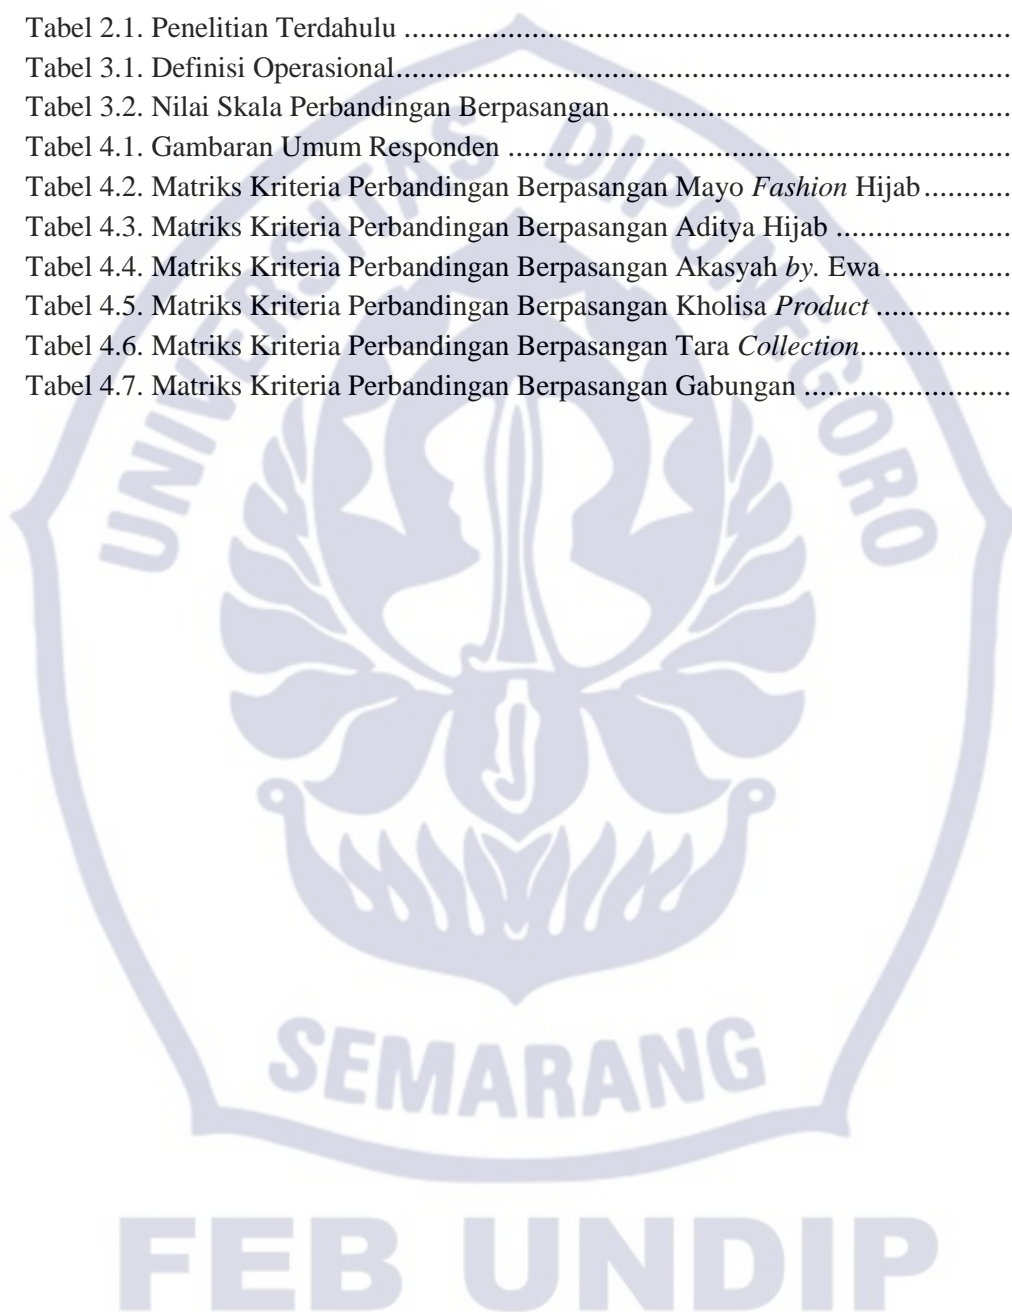 Tabel 2.1. Penelitian Terdahulu ................................................................................
Tabel 3.1. Definisi Operasional.................................................................................
Tabel 3.2. Nilai Skala Perbandingan Berpasangan....................................................
Tabel 4.1. Gambaran Umum Responden ..................................................................
Tabel 4.2. Matriks Kriteria Perbandingan Berpasangan Mayo Fashion Hijab...........
Tabel 4.3. Matriks Kriteria Perbandingan Berpasangan Aditya Hijab ......................
Tabel 4.4. Matriks Kriteria Perbandingan Berpasangan Akasyah by. Ewa................
Tabel 4.5. Matriks Kriteria Perbandingan Berpasangan Kholisa Product .................
Tabel 4.6. Matriks Kriteria Perbandingan Berpasangan Tara Collection...................
Tabel 4.7. Matriks Kriteria Perbandingan Berpasangan Gabungan ..........................
UNIVERSITAS DIPONEGORO
SEMARANG
FEB UNDIP